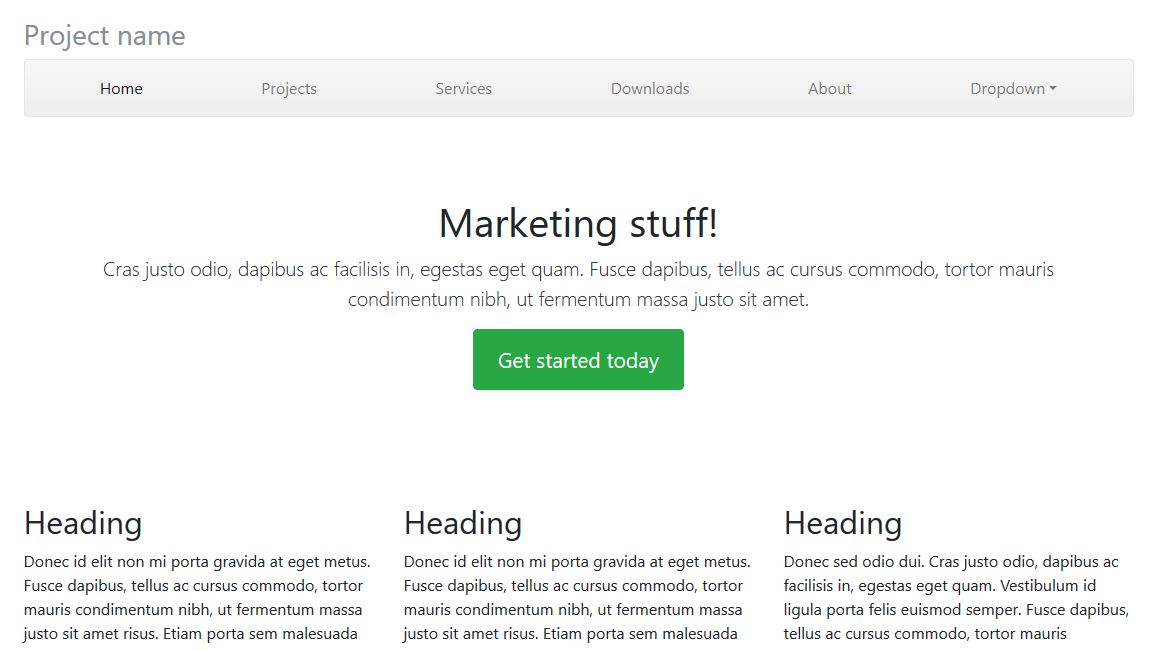 Project name
Home Projects Services Downloads About Dropdown
Marketing stuff!
Cras justo odio, dapibus ac facilisis in, egestas eget quam. Fusce dapibus, tellus ac cursus commodo, tortor mauris
condimentum nibh, ut fermentum massa justo sit amet.
Get started today
Heading
Donec id elit non mi porta gravida at eget metus.
Fusce dapibus, tellus ac cursus commodo, tortor
mauris condimentum nibh, ut fermentum massa
justo sit amet risus. Etiam porta sem malesuada
Heading
Donec id elit non mi porta gravida at eget metus.
Fusce dapibus, tellus ac cursus commodo, tortor
mauris condimentum nibh, ut fermentum massa
justo sit amet risus. Etiam porta sem malesuada
Heading
Donec sed odio dui. Cras justo odio, dapibus ac
facilisis in, egestas eget quam. Vestibulum id
ligula porta felis euismod semper. Fusce dapibus,
tellus ac cursus commodo, tortor mauris